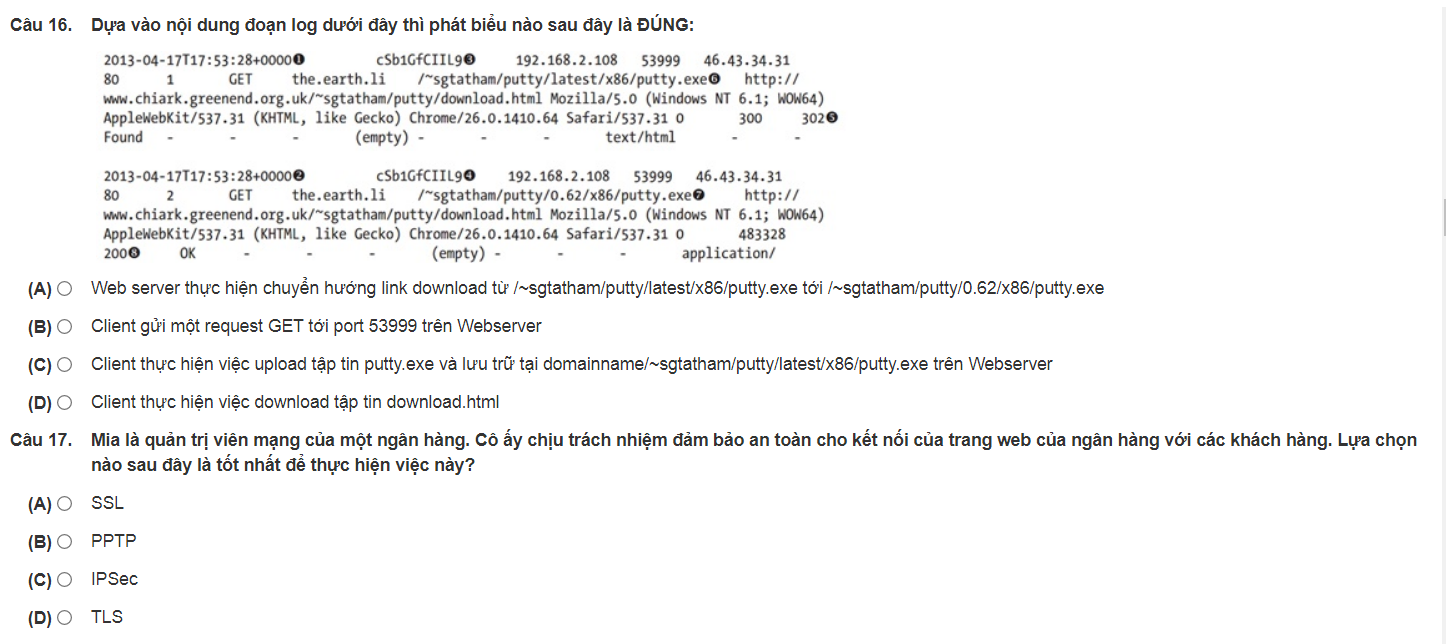 Câu 16. Dựa vào nội dung đoạn log dưới đây thì phát biểu nào sau đây là ĐÚNG:
2013-04-17T17:53:28+0000❶ cSb1GfCIIL9❸ 192.168.2.108 53999 46.43.34.31
80 1 GET the.earth.li /~sgtatham/putty/latest/x86/putty.exe❻ http://
www.chiark.greenend.org.uk/~sgtatham/putty/download.html Mozilla/5.0 (Windows NT 6.1; WOW64)
AppleWebKit/537.31 (KHTML, like Gecko) Chrome/26.0.1410.64 Safari/537.31 0 300 302❺
Found - - - (empty) - - - text/html - -
2013-04-17T17:53:28+0000❷ cSb1GfCIIL9❹ 192.168.2.108 53999 46.43.34.31
80 2 GET the.earth.li /~sgtatham/putty/0.62/x86/putty.exe❼ http://
www.chiark.greenend.org.uk/~sgtatham/putty/download.html Mozilla/5.0 (Windows NT 6.1; WOW64)
AppleWebKit/537.31 (KHTML, like Gecko) Chrome/26.0.1410.64 Safari/537.31 0 483328
200❽ OK - - - (empty) - - - application/
(A) Web server thực hiện chuyển hướng link download từ /~sgtatham/putty/latest/x86/putty.exe tới /~sgtatham/putty/0.62/x86/putty.exe
(B) Client gửi một request GET tới port 53999 trên Webserver
(C) Client thực hiện việc upload tập tin putty.exe và lưu trữ tại domainname/~sgtatham/putty/latest/x86/putty.exe trên Webserver
(D) Client thực hiện việc download tập tin download.html
Câu 17. Mia là quản trị viên mạng của một ngân hàng. Cô ấy chịu trách nhiệm đảm bảo an toàn cho kết nối của trang web của ngân hàng với các khách hàng. Lựa chọn
nào sau đây là tốt nhất để thực hiện việc này?
(A) SSL
(B) PPTP
(C) IPSec
(D) TLS